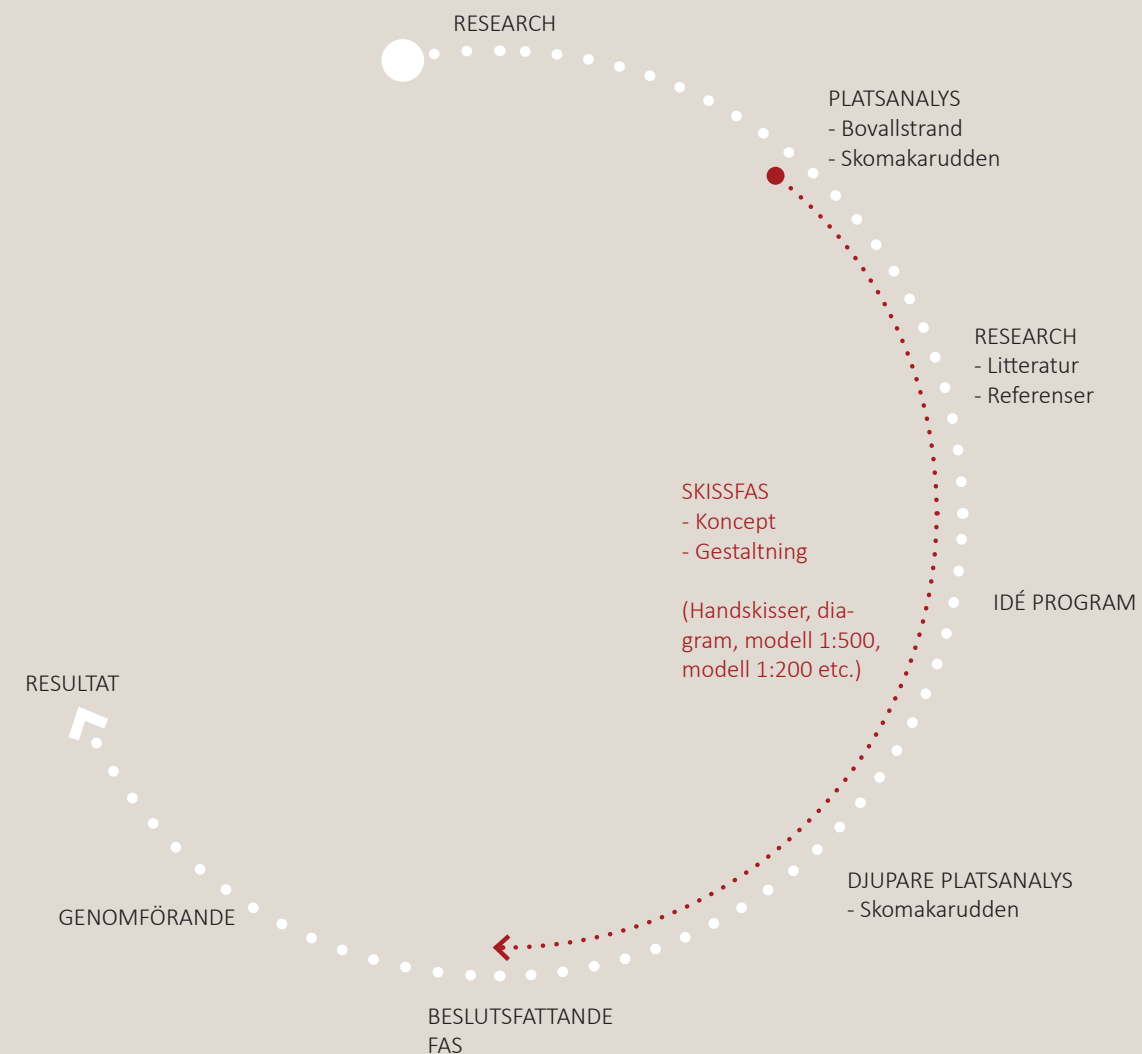 RESEARCH
PLATSANALYS
- Bovallstrand
- Skomakarudden
RESEARCH
- Litteratur
- Referenser
SKISSFAS
- Koncept
- Gestaltning
(Handskisser, dia-
gram, modell 1:500,
modell 1:200 etc.)
IDÉ PROGRAM
RESULTAT
DJUPARE PLATSANALYS
- Skomakarudden
GENOMFÖRANDE
BESLUTSFATTANDE
FAS